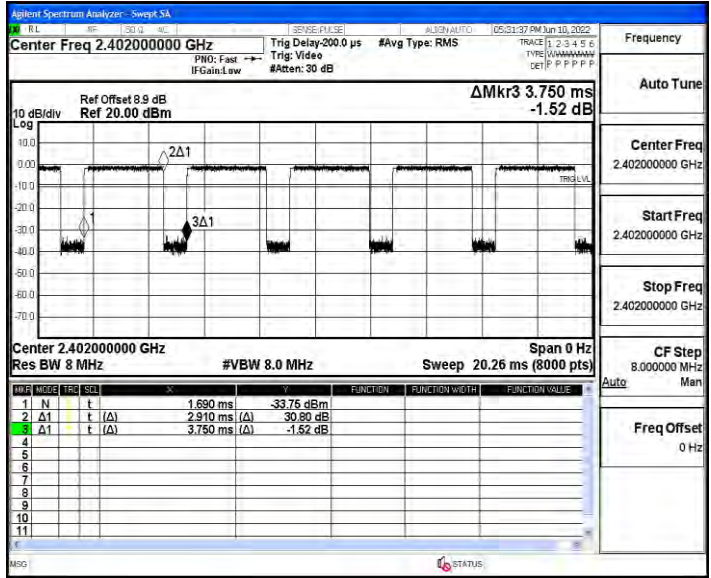 Agilent Spectrum Analyzer - Swept SA
RL RF 50 Ω AC SENSE:PULSE ALIGN AUTO 05:31:37 PM Jun 10, 2022
Center Freq 2.402000000 GHz
PNO: Fast
IFGain:Low
Trig Delay-200.0 µs
Trig: Video
#Atten: 30 dB
#Avg Type: RMS
TRACE 1 2 3 4 5 6
TYPE WWWWWW
DET P P P P P P
Frequency
Auto Tune
Center Freq
2.402000000 GHz
Start Freq
2.402000000 GHz
Stop Freq
2.402000000 GHz
CF Step
8.000000 MHz
Auto Man
Freq Offset
0 Hz
ΔMkr3 3.750 ms
-1.52 dB
Ref Offset 8.9 dB
10 dB/div Ref 20.00 dBm
Log
10.0
0.00
-10.0
-20.0
-30.0
-40.0
-50.0
-60.0
-70.0
2Δ1
TRIG LVL
1
3Δ1
Center 2.402000000 GHz Span 0 Hz
Res BW 8 MHz #VBW 8.0 MHz Sweep 20.26 ms (8000 pts)
MKR MODE TRC SCL X Y FUNCTION FUNCTION WIDTH FUNCTION VALUE
1 N t 1.690 ms -33.75 dBm
2 Δ1 t (Δ) 2.910 ms (Δ) 30.80 dB
3 Δ1 t (Δ) 3.750 ms (Δ) -1.52 dB
4
5
6
7
8
9
10
11
MSG STATUS